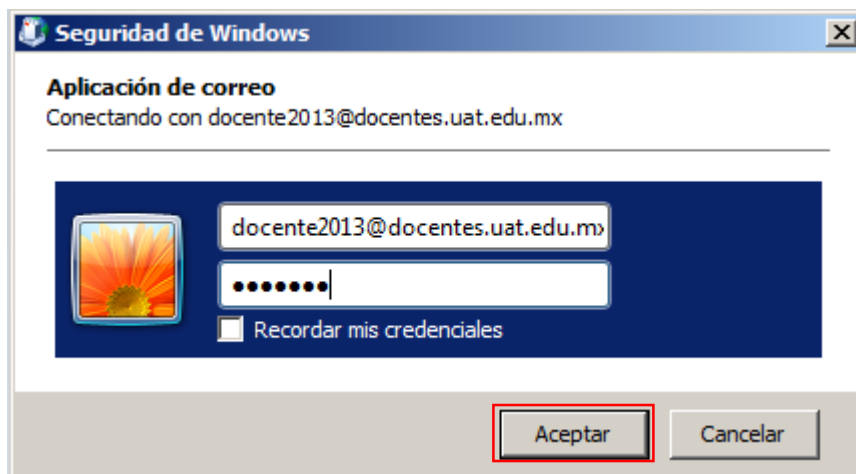 Seguridad de Windows
Aplicación de correo
Conectando con docente2013@docentes.uat.edu.mx
docente2013@docentes.uat.edu.mx
●●●●●●●
Recordar mis credenciales
Aceptar
Cancelar